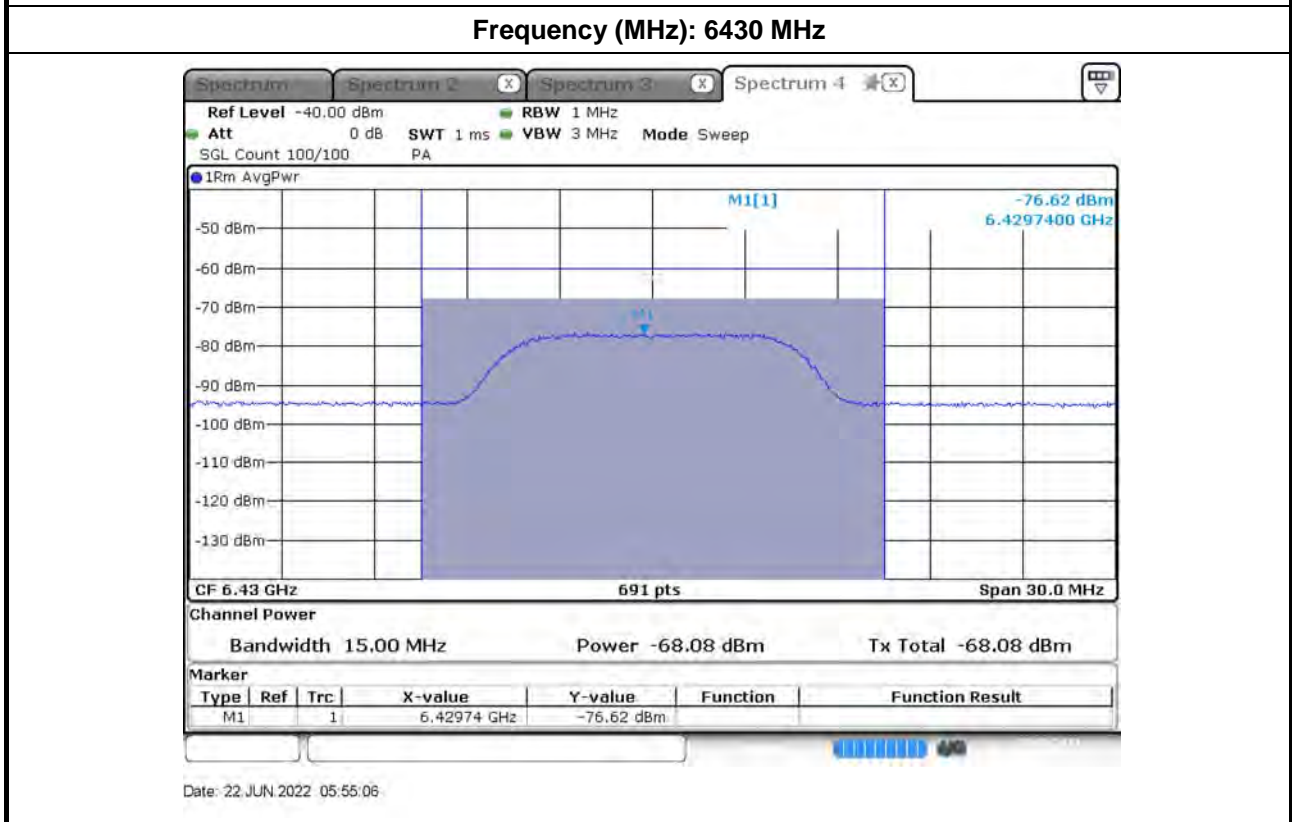 Frequency (MHz): 6430 MHz
Spectrum Spectrum 2 X Spectrum 3 X Spectrum 4 X
Ref Level -40.00 dBm RBW 1 MHz
Att 0 dB SWT 1 ms VBW 3 MHz Mode Sweep
SGL Count 100/100 PA
1Rm AvgPwr
M1[1] -76.62 dBm
6.4297400 GHz
-50 dBm
-60 dBm
-70 dBm
M1
-80 dBm
-90 dBm
-100 dBm
-110 dBm
-120 dBm
-130 dBm
CF 6.43 GHz 691 pts Span 30.0 MHz
Channel Power
Bandwidth 15.00 MHz Power -68.08 dBm Tx Total -68.08 dBm
Marker
Type Ref Trc X-value Y-value Function Function Result
M1 1 6.42974 GHz -76.62 dBm
Date: 22.JUN.2022 05:55:06